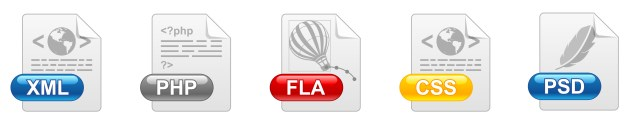 < >
XML
<?php
?>
PHP
FLA
< >
CSS
PSD